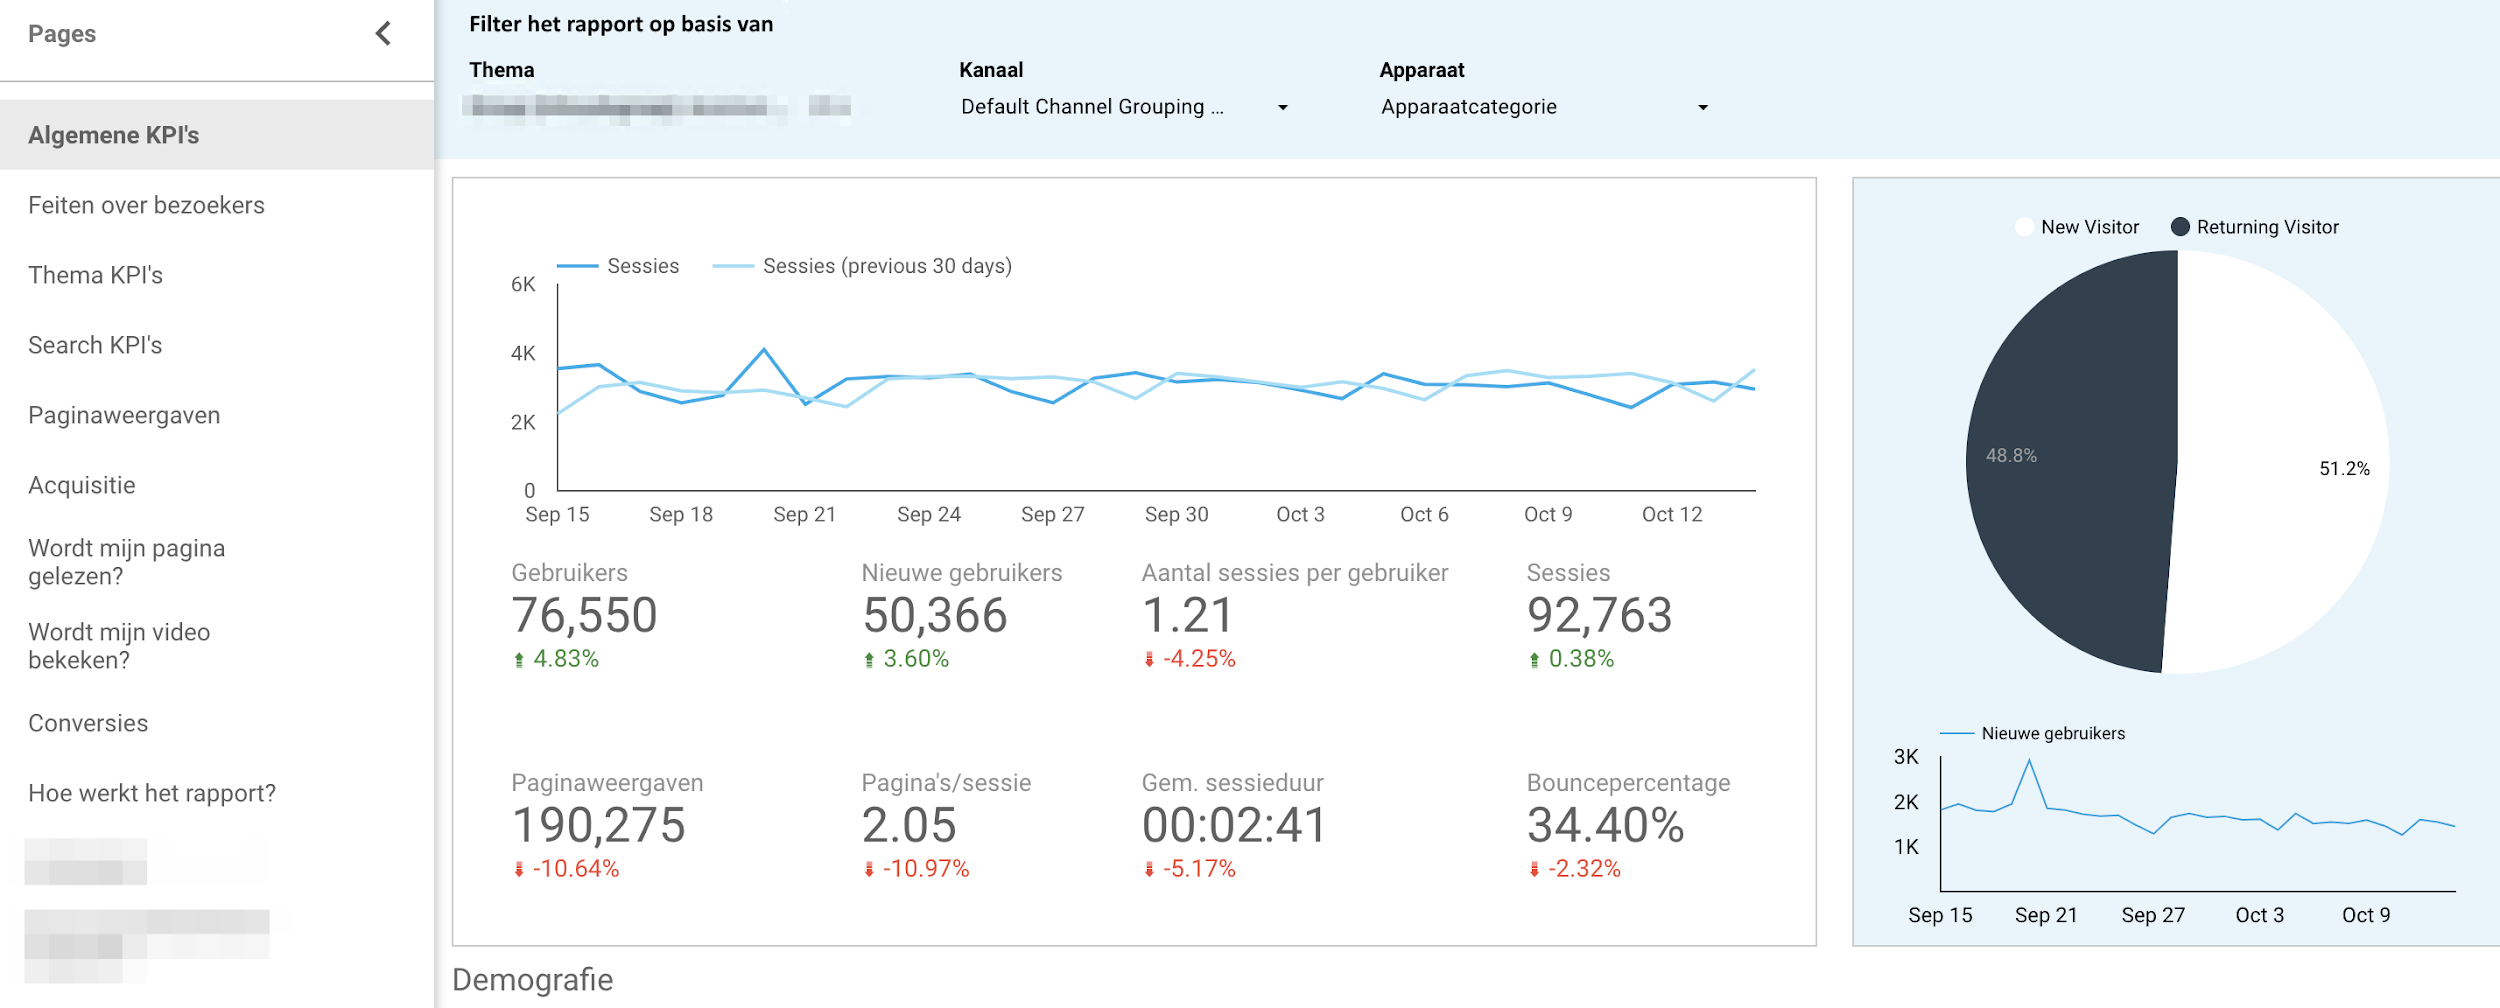 Pages
Algemene KPI's
Feiten over bezoekers
Thema KPI's
Search KPI's
Paginaweergaven
Acquisitie
Wordt mijn pagina
gelezen?
Wordt mijn video
bekeken?
Conversies
Hoe werkt het rapport?
Filter het rapport op basis van
Thema
Kanaal
Default Channel Grouping ...
Apparaat
Apparaatcategorie
Sessies
Sessies (previous 30 days)
6K
4K
2K
0
Sep 15
Sep 18
Sep 21
Sep 24
Sep 27
Sep 30
Oct 3
Oct 6
Oct 9
Oct 12
Gebruikers
76,550
4.83%
Nieuwe gebruikers
50,366
3.60%
Aantal sessies per gebruiker
1.21
-4.25%
Sessies
92,763
0.38%
Paginaweergaven
190,275
-10.64%
Pagina's/sessie
2.05
-10.97%
Gem. sessieduur
00:02:41
-5.17%
Bouncepercentage
34.40%
-2.32%
New Visitor
Returning Visitor
48.8%
51.2%
Nieuwe gebruikers
3K
2K
1K
Sep 15
Sep 21
Sep 27
Oct 3
Oct 9
Demografie